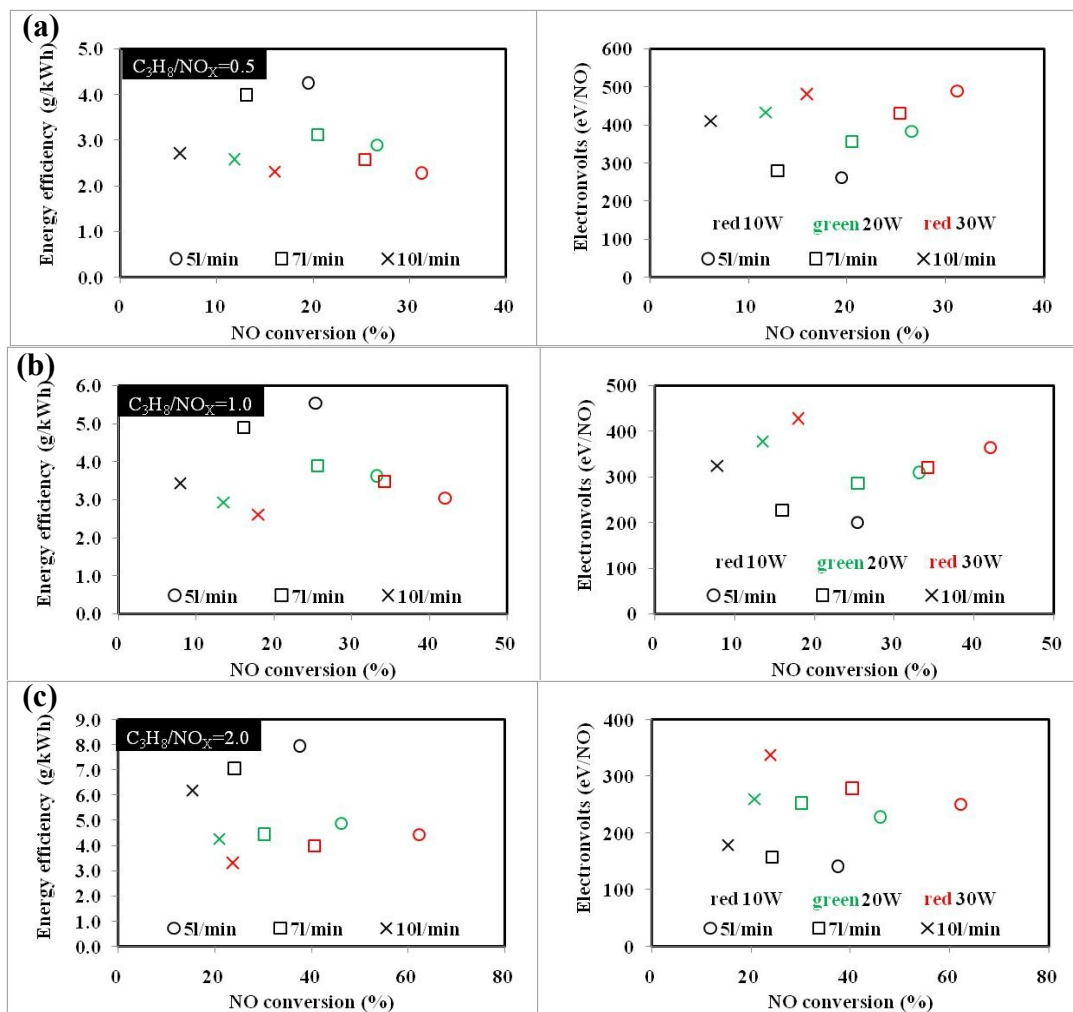 (a)
C₃H₈/NOₓ=0.5
Energy efficiency (g/kWh)
5.0
4.0
3.0
2.0
1.0
0.0
5l/min 7l/min 10l/min
0 10 20 30 40
NO conversion (%)
Electronvolts (eV/NO)
600
500
400
300
200
100
0
red 10W green 20W red 30W
5l/min 7l/min 10l/min
0 10 20 30 40
NO conversion (%)
(b)
C₃H₈/NOₓ=1.0
Energy efficiency (g/kWh)
6.0
5.0
4.0
3.0
2.0
1.0
0.0
5l/min 7l/min 10l/min
0 10 20 30 40 50
NO conversion (%)
Electronvolts (eV/NO)
500
400
300
200
100
0
red 10W green 20W red 30W
5l/min 7l/min 10l/min
0 10 20 30 40 50
NO conversion (%)
(c)
C₃H₈/NOₓ=2.0
Energy efficiency (g/kWh)
9.0
8.0
7.0
6.0
5.0
4.0
3.0
2.0
1.0
0.0
5l/min 7l/min 10l/min
0 20 40 60 80
NO conversion (%)
Electronvolts (eV/NO)
400
300
200
100
0
red 10W green 20W red 30W
5l/min 7l/min 10l/min
0 20 40 60 80
NO conversion (%)